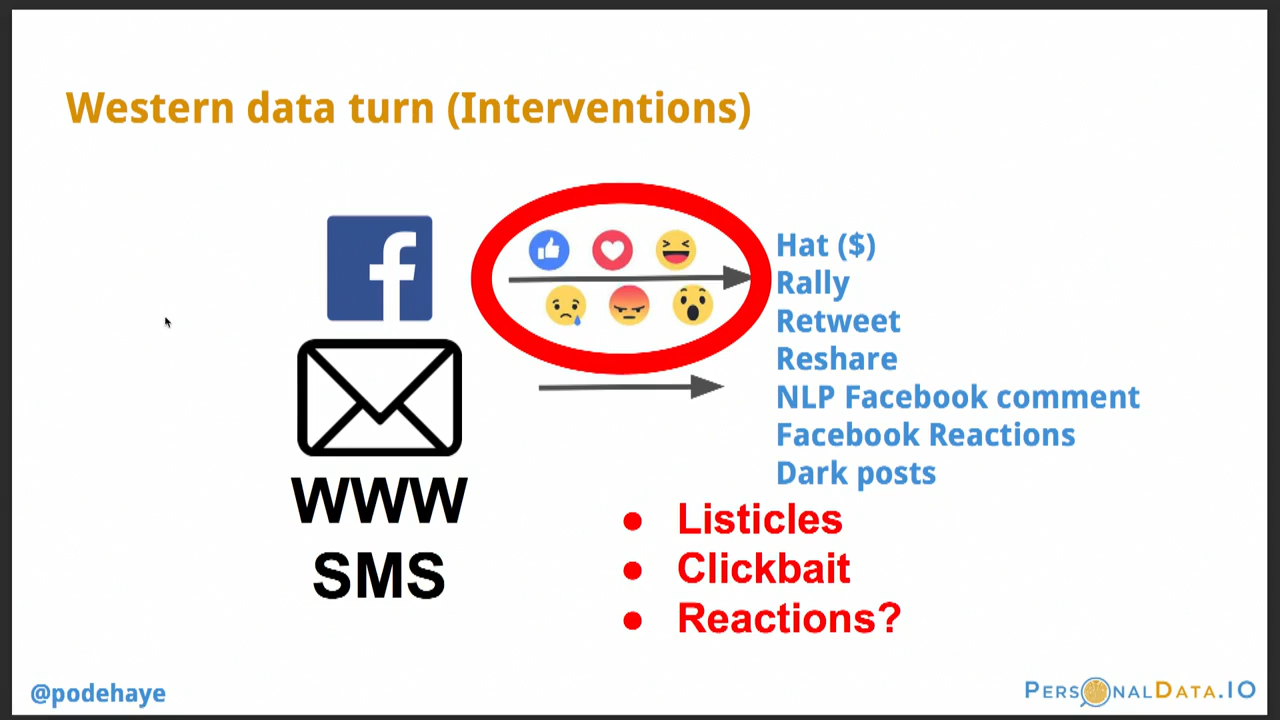 Western data turn (Interventions)
f
Hat ($)
Rally
Retweet
Reshare
NLP Facebook comment
Facebook Reactions
Dark posts
WWW
SMS
● Listicles
● Clickbait
● Reactions?
@podehaye
PERSONALDATA.IO